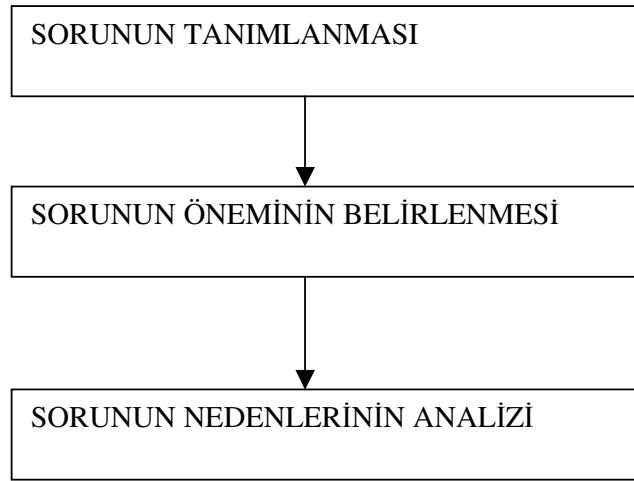 SORUNUN TANIMLANMASI
SORUNUN ÖNEMİNİN BELİRLENMESİ
SORUNUN NEDENLERİNİN ANALİZİ